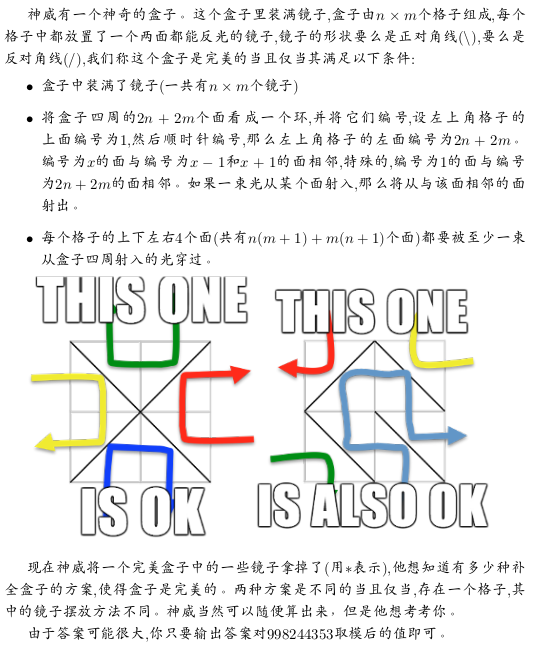 神威有一个神奇的盒子。这个盒子里装满镜子,盒子由n × m个格子组成,每个
格子中都放置了一个两面都能反光的镜子,镜子的形状要么是正对角线(\),要么是
反对角线(/),我们称这个盒子是完美的当且仅当其满足以下条件:
• 盒子中装满了镜子(一共有n × m个镜子)
• 将盒子四周的2n + 2m个面看成一个环,并将它们编号,设左上角格子的
上面编号为1,然后顺时针编号,那么左上角格子的左面编号为2n + 2m。
编号为x的面与编号为x − 1和x + 1的面相邻,特殊的,编号为1的面与编号
为2n + 2m的面相邻。如果一束光从某个面射入,那么将从与该面相邻的面
射出。
• 每个格子的上下左右4个面(共有n(m + 1) + m(n + 1)个面)都要被至少一束
从盒子四周射入的光穿过。
THIS ONE
THIS ONE
IS OK
IS ALSO OK
现在神威将一个完美盒子中的一些镜子拿掉了(用*表示),他想知道有多少种补
全盒子的方案,使得盒子是完美的。两种方案是不同的当且仅当,存在一个格子,其
中的镜子摆放方法不同。神威当然可以随便算出来，但是他想考考你。
由于答案可能很大,你只要输出答案对998244353取模后的值即可。